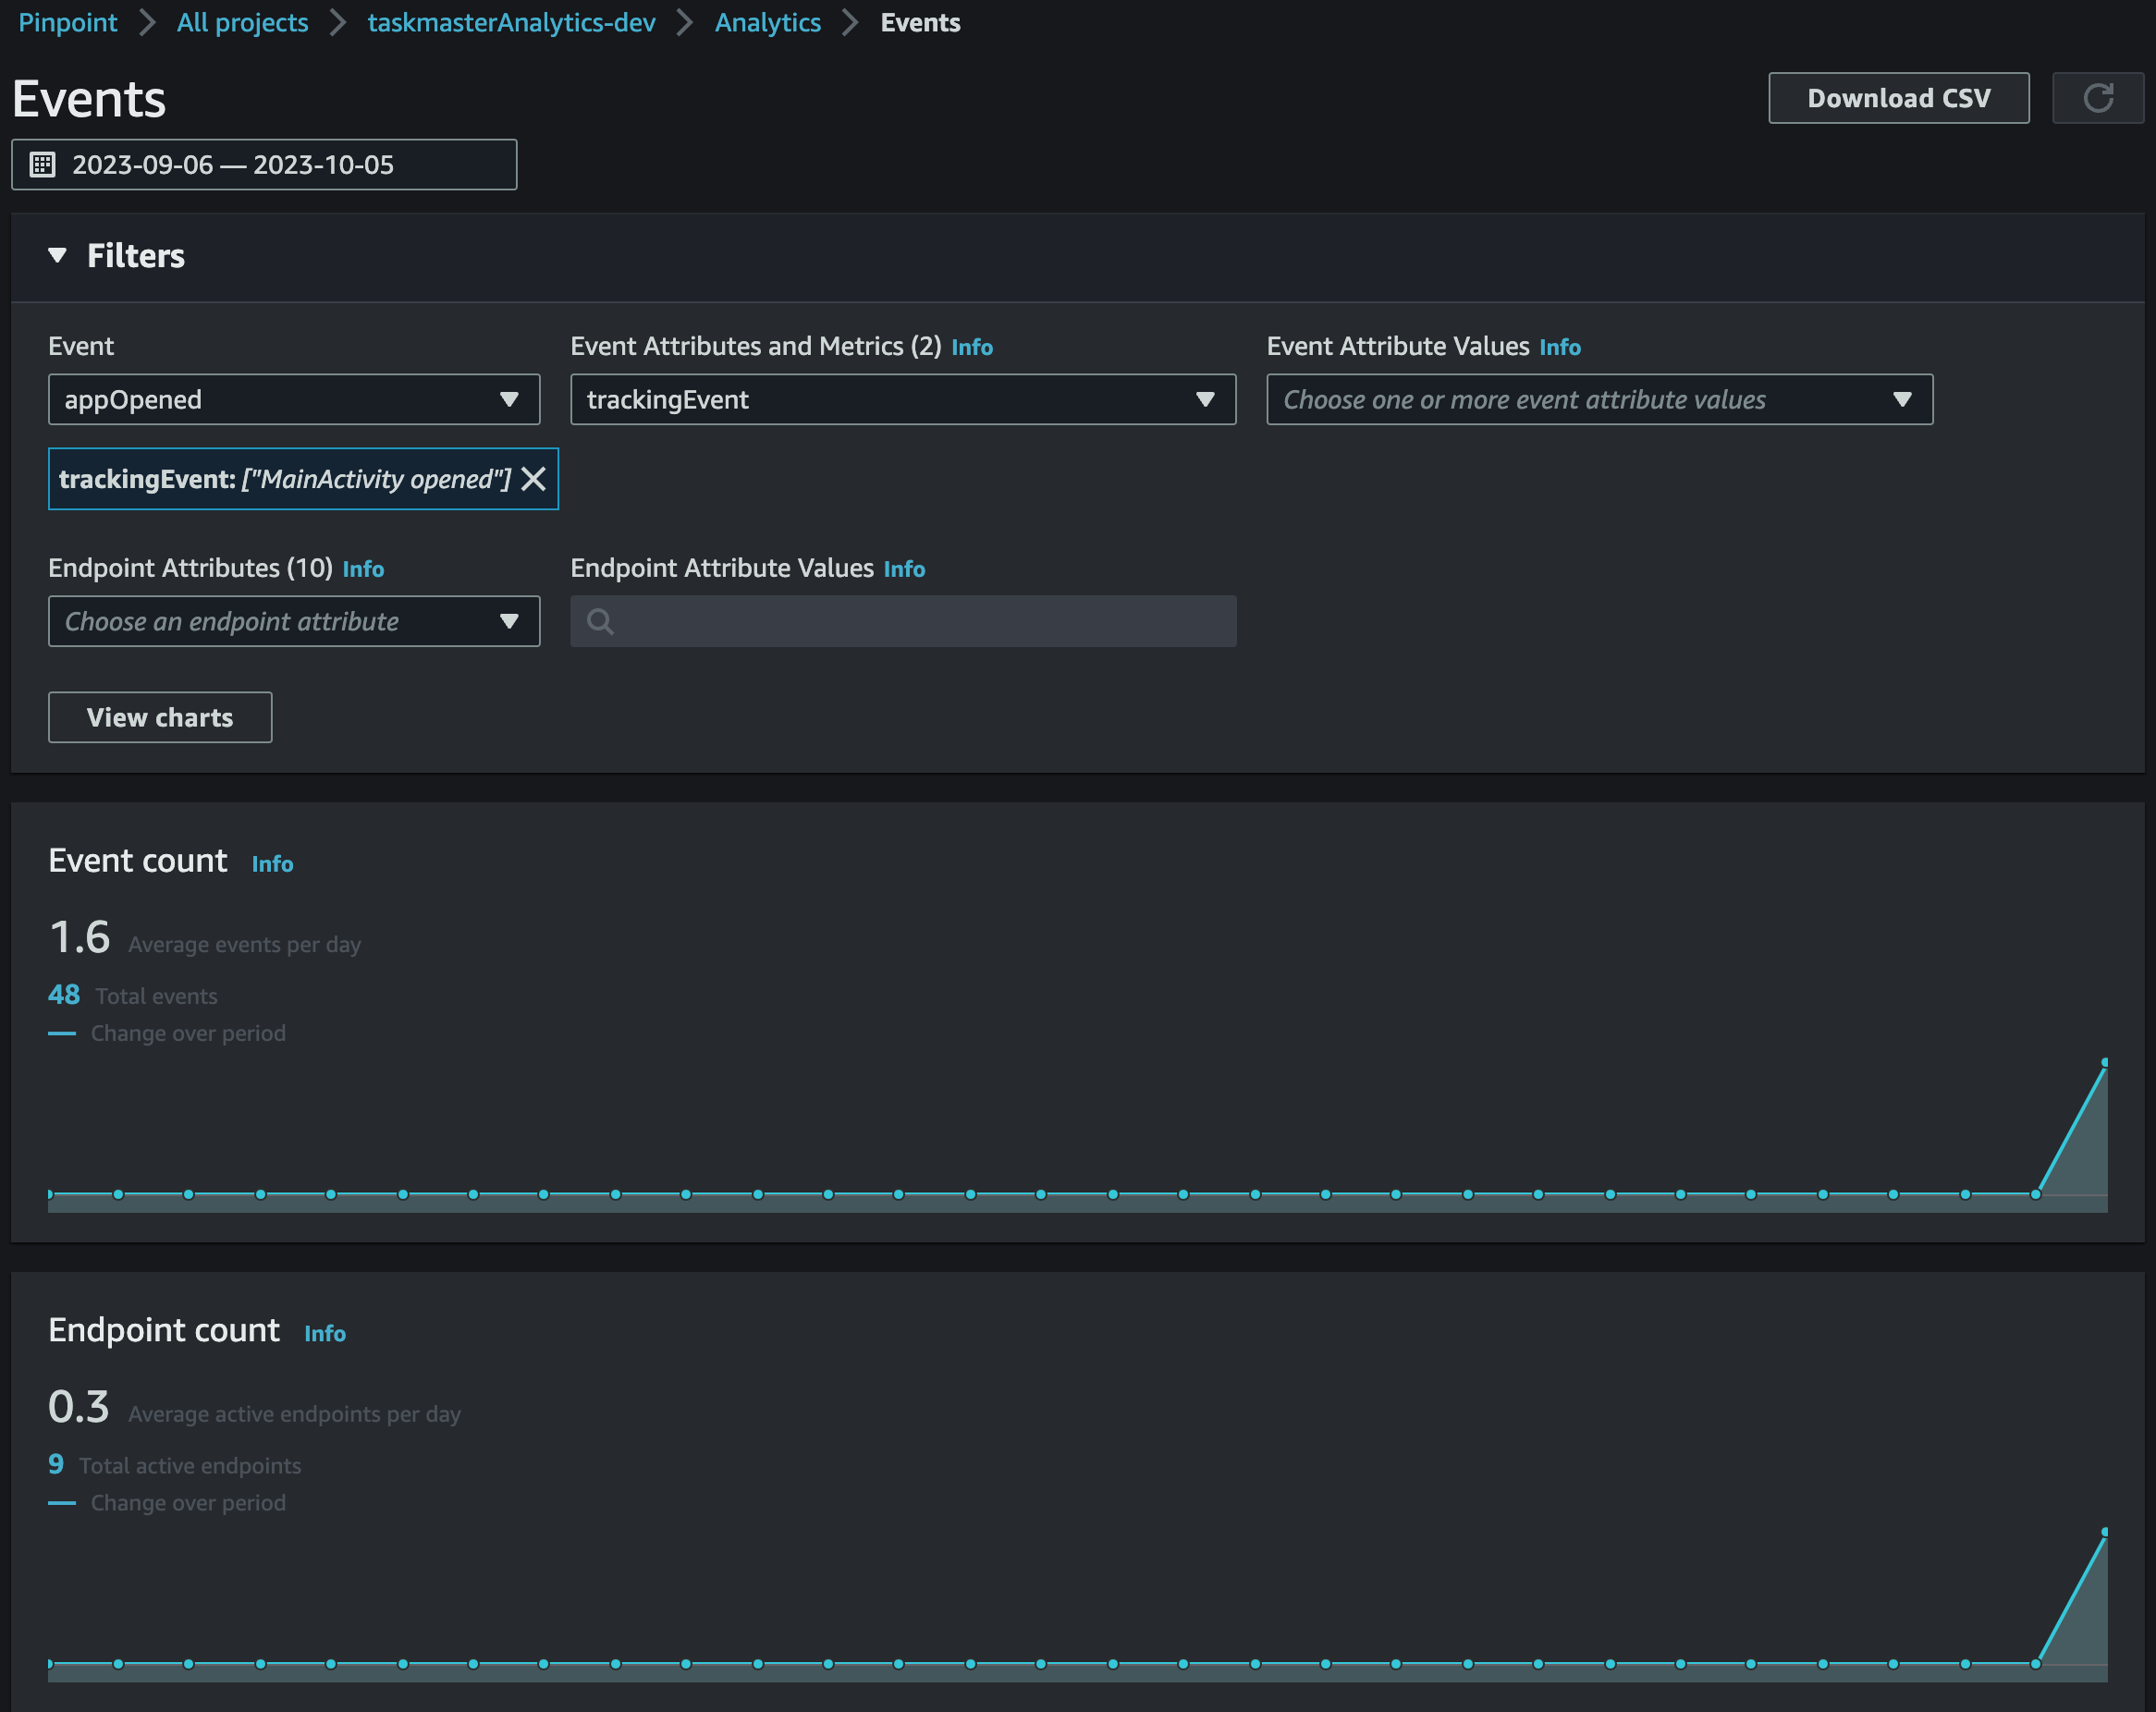 Pinpoint > All projects > taskmasterAnalytics-dev > Analytics > Events
Events
Download CSV
2023-09-06 — 2023-10-05
Filters
Event
Event Attributes and Metrics (2) Info
Event Attribute Values Info
appOpened
trackingEvent
Choose one or more event attribute values
trackingEvent: ["MainActivity opened"]
Endpoint Attributes (10) Info
Endpoint Attribute Values Info
Choose an endpoint attribute
View charts
Event count Info
1.6 Average events per day
48 Total events
Change over period
Endpoint count Info
0.3 Average active endpoints per day
9 Total active endpoints
Change over period